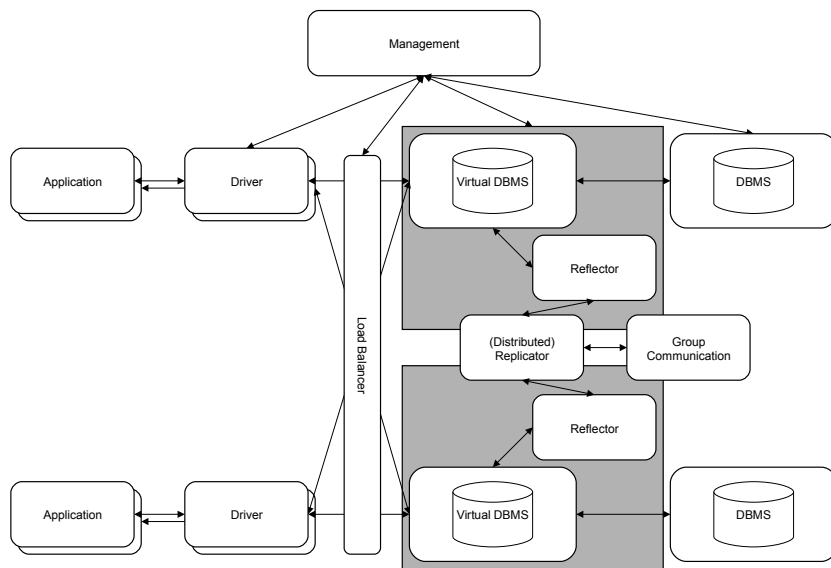 Management
Application
Driver
Virtual DBMS
DBMS
Reflector
Load Balancer
(Distributed)
Replicator
Group
Communication
Reflector
Application
Driver
Virtual DBMS
DBMS